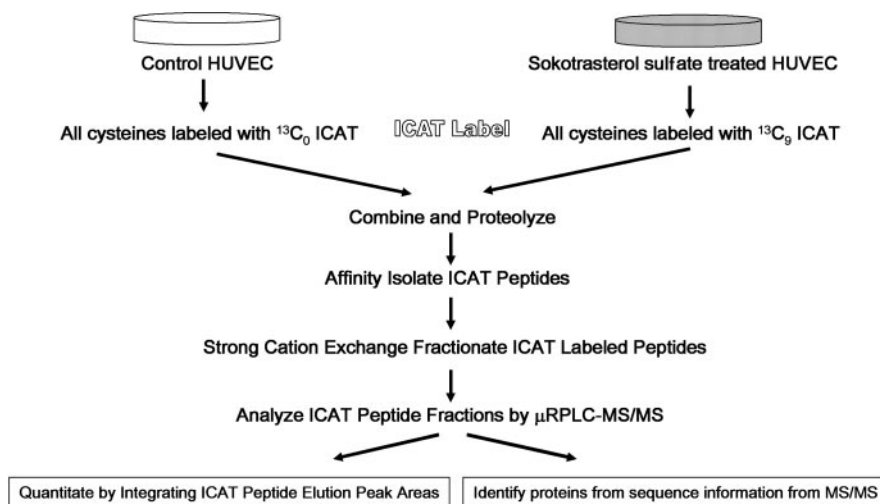 Control HUVEC
Sokotrasterol sulfate treated HUVEC
All cysteines labeled with ¹³C₀ ICAT
ICAT Label
All cysteines labeled with ¹³C₉ ICAT
Combine and Proteolyze
Affinity Isolate ICAT Peptides
Strong Cation Exchange Fractionate ICAT Labeled Peptides
Analyze ICAT Peptide Fractions by μRPLC-MS/MS
Quantitate by Integrating ICAT Peptide Elution Peak Areas
Identify proteins from sequence information from MS/MS